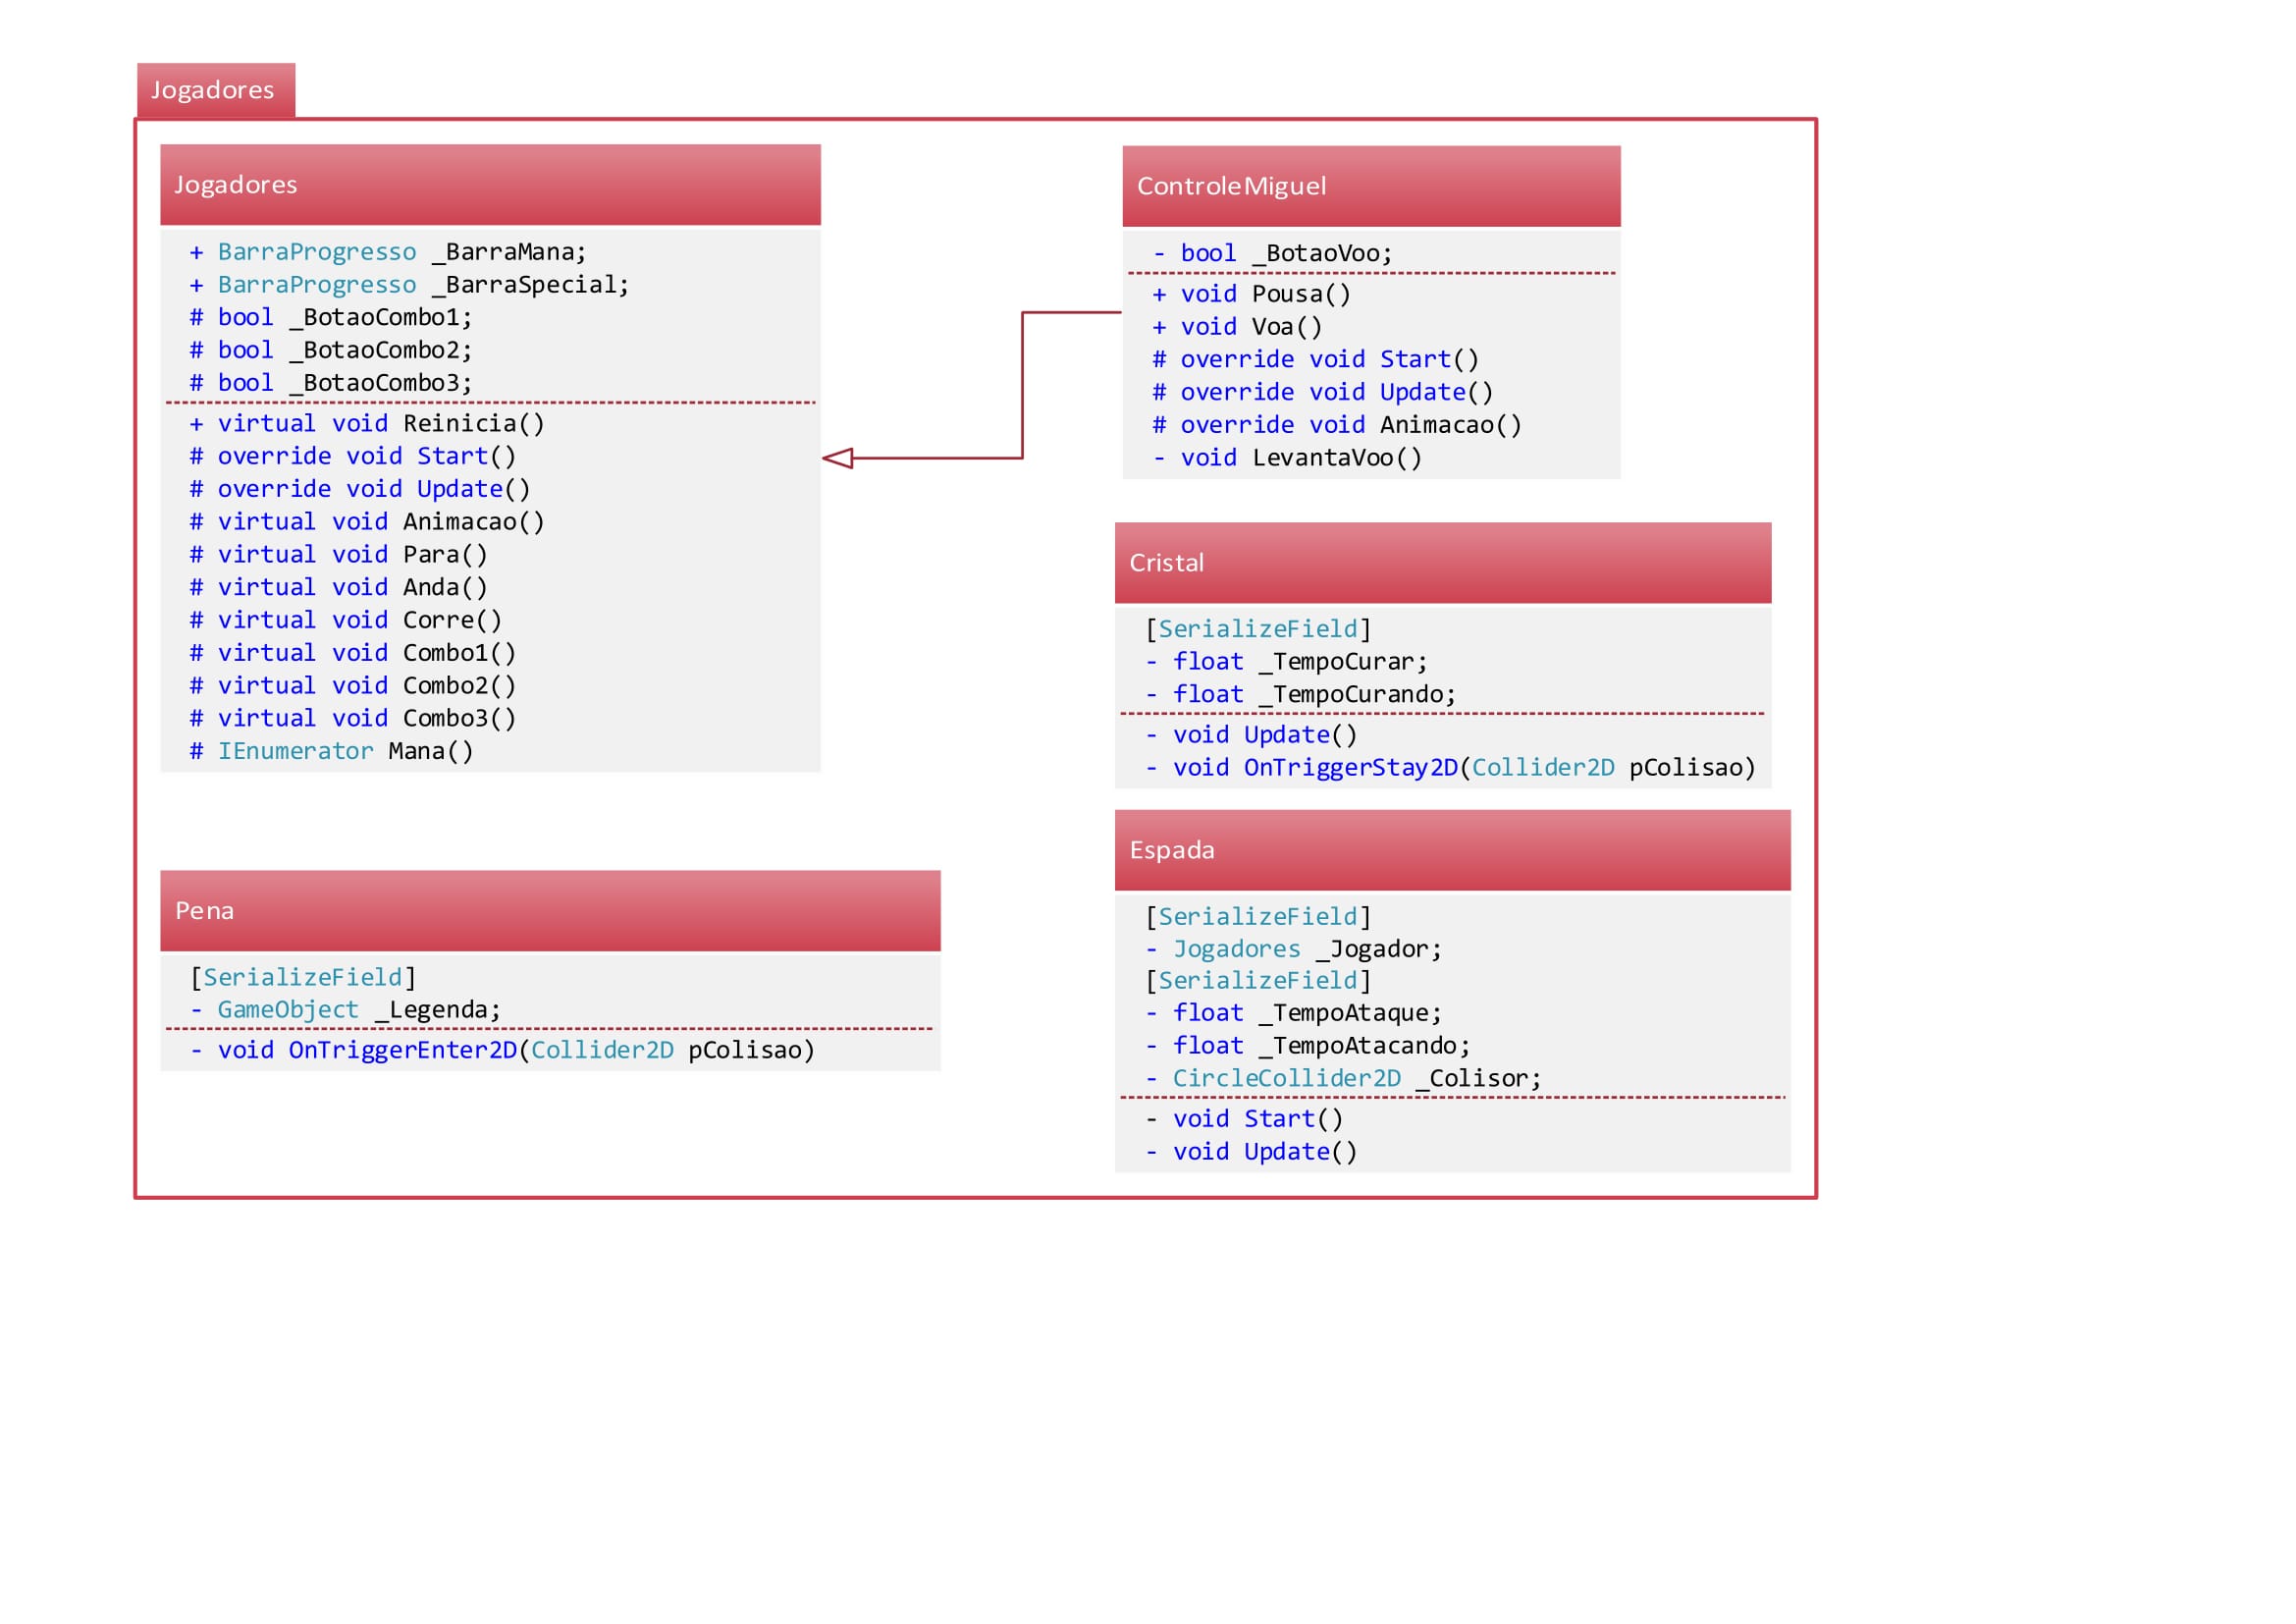 Jogadores
Jogadores
+ BarraProgresso _BarraMana;
+ BarraProgresso _BarraSpecial;
# bool _BotaoCombo1;
# bool _BotaoCombo2;
# bool _BotaoCombo3;
+ virtual void Reinicia()
# override void Start()
# override void Update()
# virtual void Animacao()
# virtual void Para()
# virtual void Anda()
# virtual void Corre()
# virtual void Combo1()
# virtual void Combo2()
# virtual void Combo3()
# IEnumerator Mana()
ControleMiguel
- bool _BotaoVoo;
+ void Pousa()
+ void Voa()
# override void Start()
# override void Update()
# override void Animacao()
- void LevantaVoo()
Cristal
[SerializeField]
- float _TempoCurar;
- float _TempoCurando;
- void Update()
- void OnTriggerStay2D(Collider2D pColisao)
Pena
[SerializeField]
- GameObject _Legenda;
- void OnTriggerEnter2D(Collider2D pColisao)
Espada
[SerializeField]
- Jogadores _Jogador;
[SerializeField]
- float _TempoAtaque;
- float _TempoAtacando;
- CircleCollider2D _Colisor;
- void Start()
- void Update()